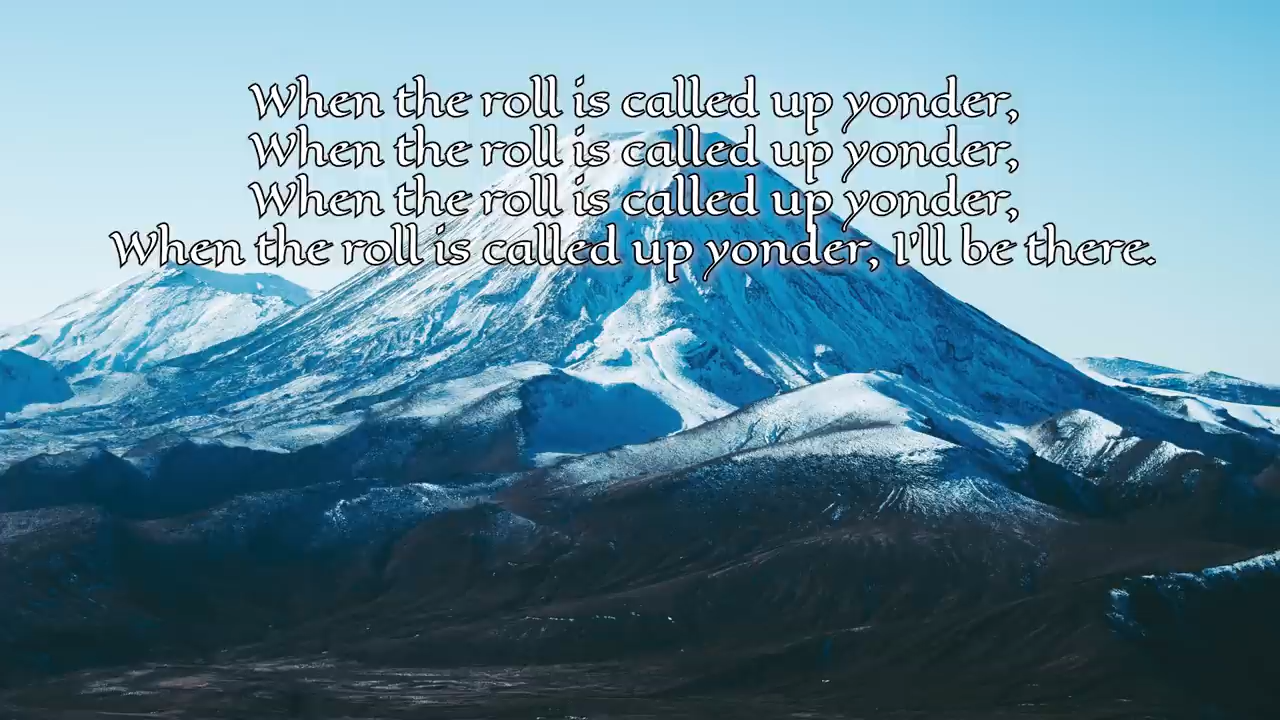 When the roll is called up yonder,
When the roll is called up yonder,
When the roll is called up yonder,
When the roll is called up yonder, I'll be there.